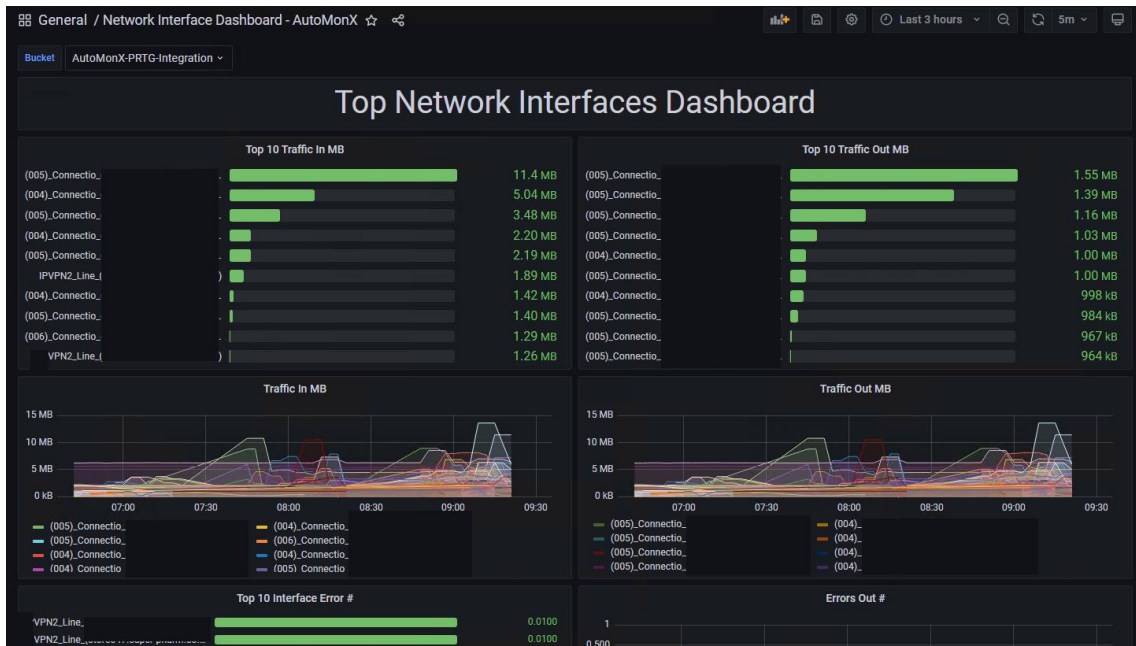 General / Network Interface Dashboard - AutoMonX
Last 3 hours
5m
Bucket
AutoMonX-PRTG-Integration
Top Network Interfaces Dashboard
Top 10 Traffic In MB
(005)_Connectio_ 11.4 MB
(004)_Connectio_ 5.04 MB
(005)_Connectio_ 3.48 MB
(004)_Connectio_ 2.20 MB
(005)_Connectio_ 2.19 MB
IPVPN2_Line_( ) 1.89 MB
(004)_Connectio_ 1.42 MB
(005)_Connectio_ 1.40 MB
(006)_Connectio_ 1.29 MB
VPN2_Line_( ) 1.26 MB
Top 10 Traffic Out MB
(005)_Connectio_ 1.55 MB
(005)_Connectio_ 1.39 MB
(005)_Connectio_ 1.16 MB
(005)_Connectio_ 1.03 MB
(004)_Connectio_ 1.00 MB
(005)_Connectio_ 1.00 MB
(004)_Connectio_ 998 kB
(005)_Connectio_ 984 kB
(005)_Connectio_ 967 kB
(005)_Connectio_ 964 kB
Traffic In MB
15 MB
10 MB
5 MB
0 kB
07:00 07:30 08:00 08:30 09:00 09:30
(005)_Connectio_ (004)_Connectio_
(005)_Connectio_ (006)_Connectio_
(004)_Connectio_ (004)_Connectio_
(004)_Connectio (005)_Connectio
Traffic Out MB
15 MB
10 MB
5 MB
0 kB
07:00 07:30 08:00 08:30 09:00 09:30
(005)_Connectio_ (004)_
(005)_Connectio_ (004)_
(005)_Connectio_ (004)_
(005)_Connectio_ (004)_
Top 10 Interface Error #
VPN2_Line_ 0.0100
VPN2_Line_ 0.0100
Errors Out #
1
0.500